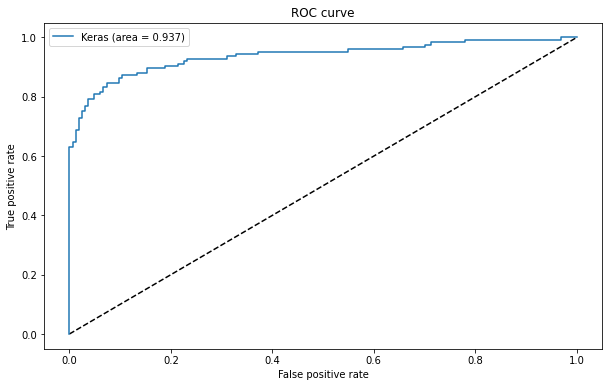 ROC curve
Keras (area = 0.937)
1.0
0.8
0.6
0.4
0.2
0.0
True positive rate
0.0 0.2 0.4 0.6 0.8 1.0
False positive rate